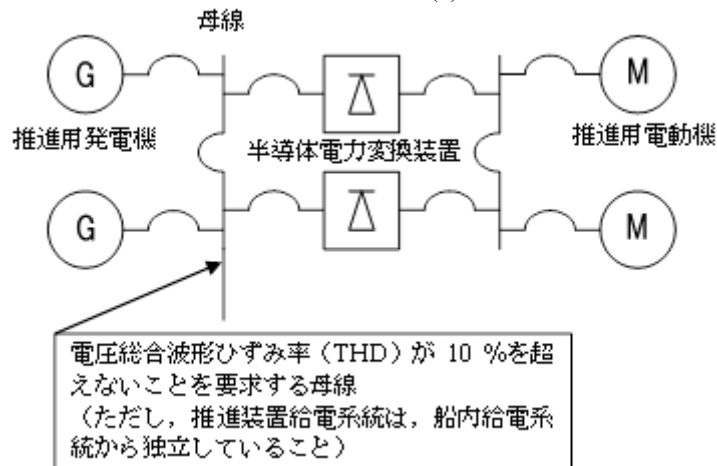 母線
G
M
推進用発電機
半導体電力変換装置
推進用電動機
G
M
電圧総合波形ひずみ率（THD）が 10 %を超
えないことを要求する母線
（ただし，推進装置給電系統は，船内給電系
統から独立していること）